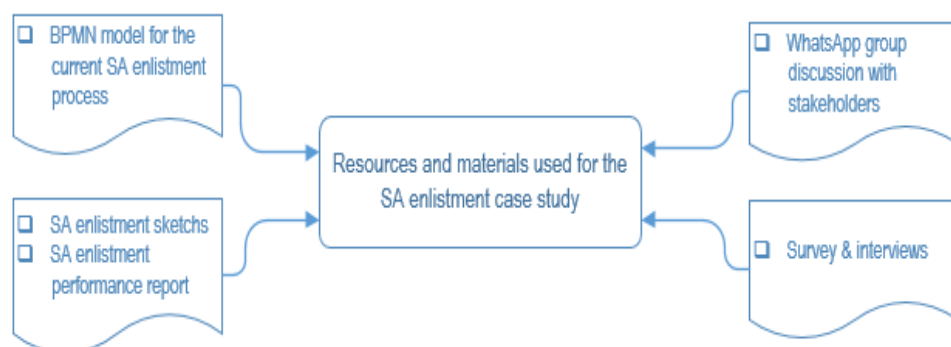 BPMN model for the
current SA enlistment
process
WhatsApp group
discussion with
stakeholders
Resources and materials used for the
SA enlistment case study
SA enlistment sketchs
SA enlistment
performance report
Survey & interviews